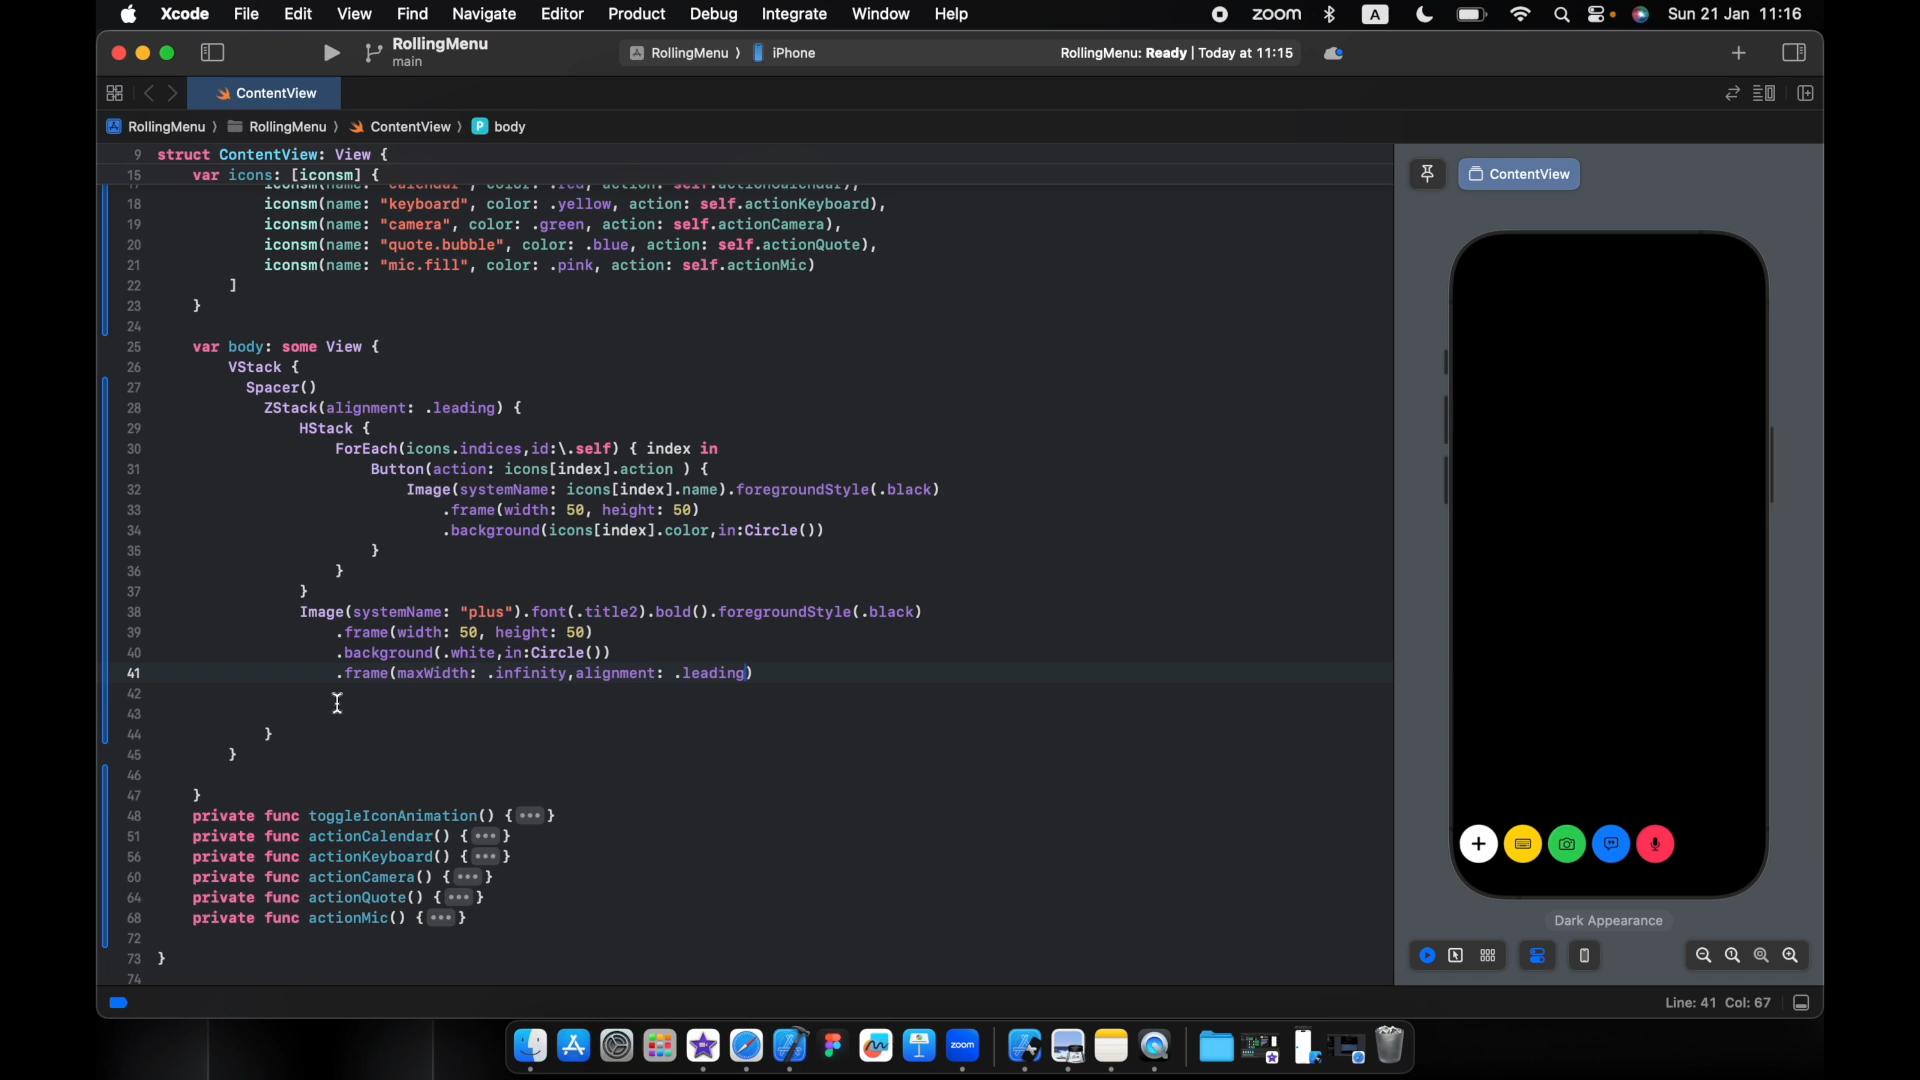 Xcode File Edit View Find Navigate Editor Product Debug Integrate Window Help zoom A Sun 21 Jan 11:16
RollingMenu
main
RollingMenu 〉 iPhone
RollingMenu: Ready | Today at 11:15
ContentView
RollingMenu 〉 RollingMenu 〉 ContentView 〉 P body
9 struct ContentView: View {
15 var icons: [iconsm] {
18 iconsm(name: "keyboard", color: .yellow, action: self.actionKeyboard),
19 iconsm(name: "camera", color: .green, action: self.actionCamera),
20 iconsm(name: "quote.bubble", color: .blue, action: self.actionQuote),
21 iconsm(name: "mic.fill", color: .pink, action: self.actionMic)
22 ]
23 }
24
25 var body: some View {
26 VStack {
27 Spacer()
28 ZStack(alignment: .leading) {
29 HStack {
30 ForEach(icons.indices,id:\.self) { index in
31 Button(action: icons[index].action ) {
32 Image(systemName: icons[index].name).foregroundStyle(.black)
33 .frame(width: 50, height: 50)
34 .background(icons[index].color,in:Circle())
35 }
36 }
37 }
38 Image(systemName: "plus").font(.title2).bold().foregroundStyle(.black)
39 .frame(width: 50, height: 50)
40 .background(.white,in:Circle())
41 .frame(maxWidth: .infinity,alignment: .leading)
42
43
44 }
45 }
46
47 }
48 private func toggleIconAnimation() {•••}
51 private func actionCalendar() {•••}
56 private func actionKeyboard() {•••}
60 private func actionCamera() {•••}
64 private func actionQuote() {•••}
68 private func actionMic() {•••}
72
73 }
74
ContentView
Dark Appearance
Line: 41 Col: 67
zoom